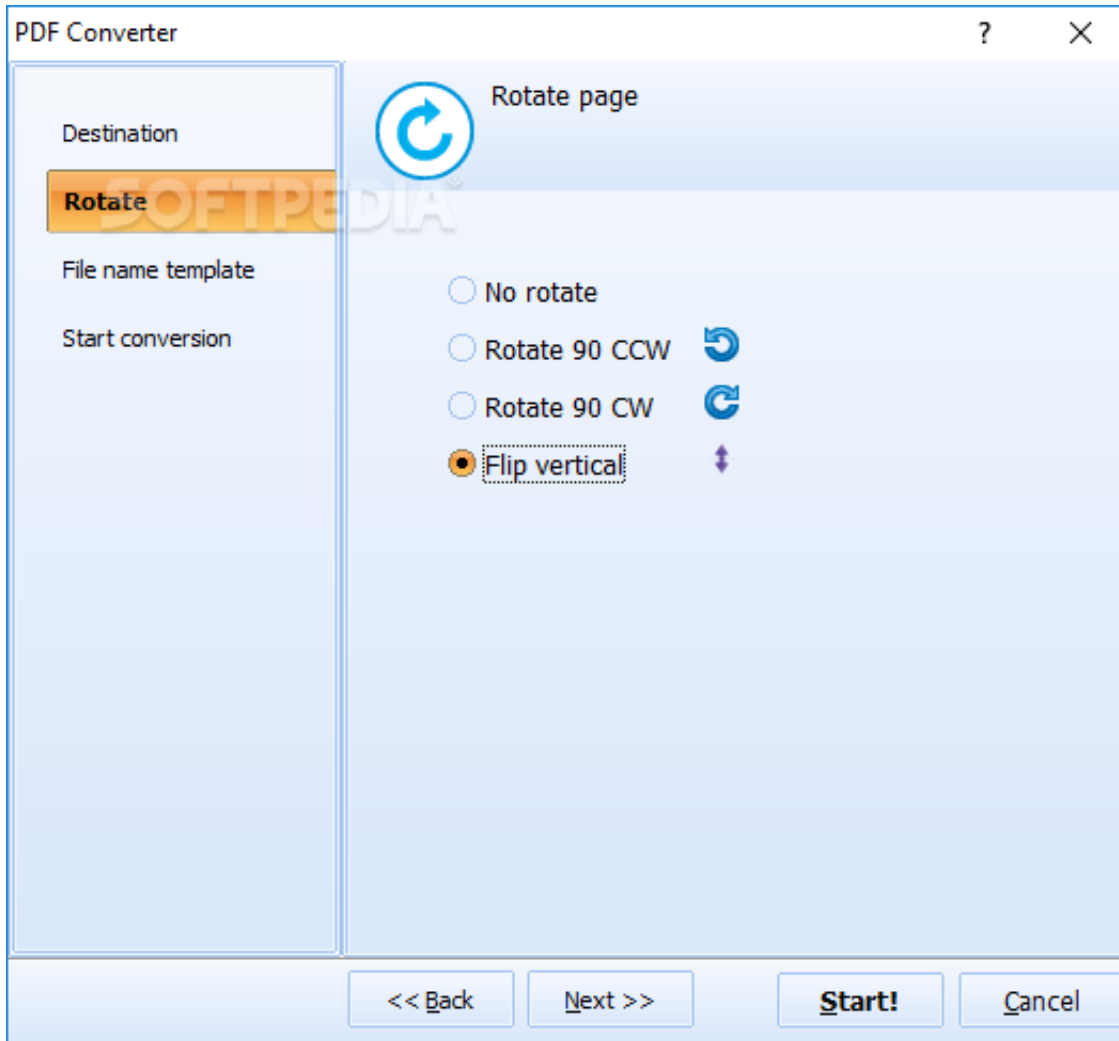 PDF Converter
?
Destination
Rotate
File name template
Start conversion
SOFTPEDIA®
Rotate page
No rotate
Rotate 90 CCW
Rotate 90 CW
Flip vertical
<< Back
Next >>
Start!
Cancel